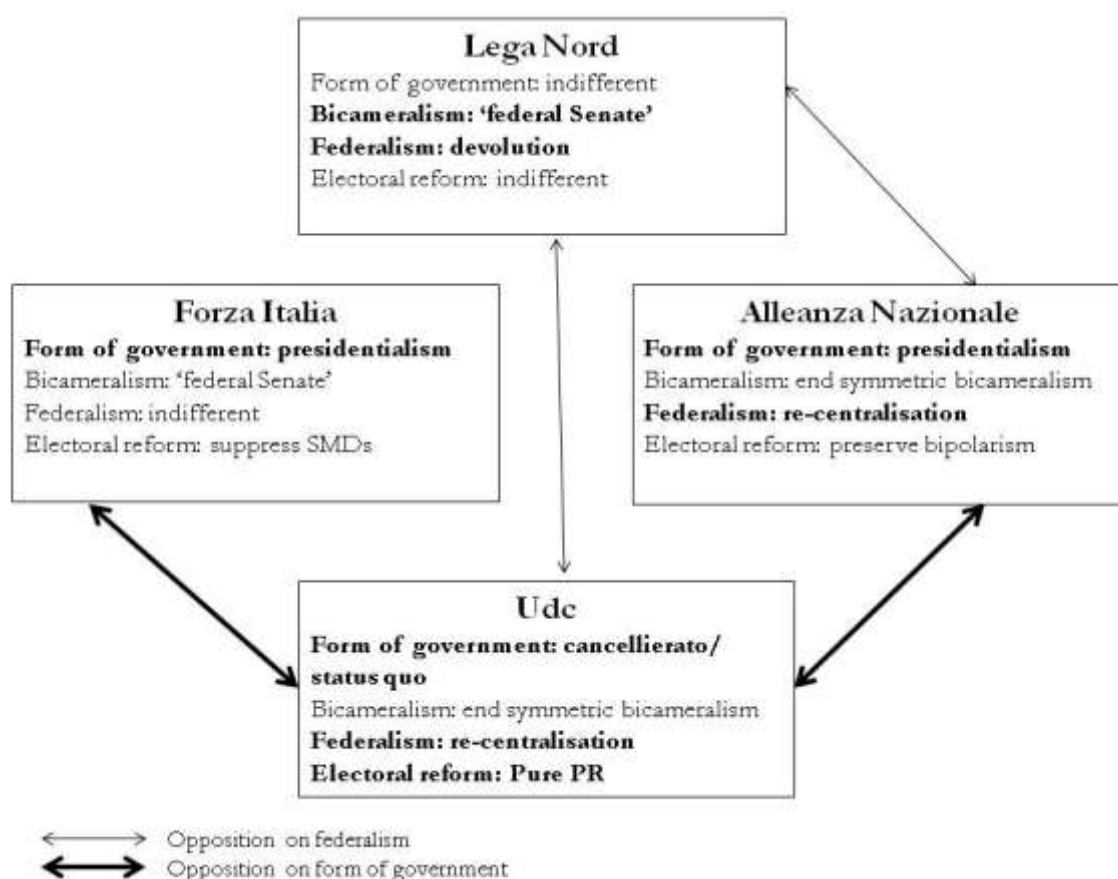 Lega Nord
Form of government: indifferent
Bicameralism: ‘federal Senate’
Federalism: devolution
Electoral reform: indifferent
Forza Italia
Form of government: presidentialism
Bicameralism: ‘federal Senate’
Federalism: indifferent
Electoral reform: suppress SMDs
Alleanza Nazionale
Form of government: presidentialism
Bicameralism: end symmetric bicameralism
Federalism: re-centralisation
Electoral reform: preserve bipolarism
Udc
Form of government: cancellierato/
status quo
Bicameralism: end symmetric bicameralism
Federalism: re-centralisation
Electoral reform: Pure PR
Opposition on federalism
Opposition on form of government